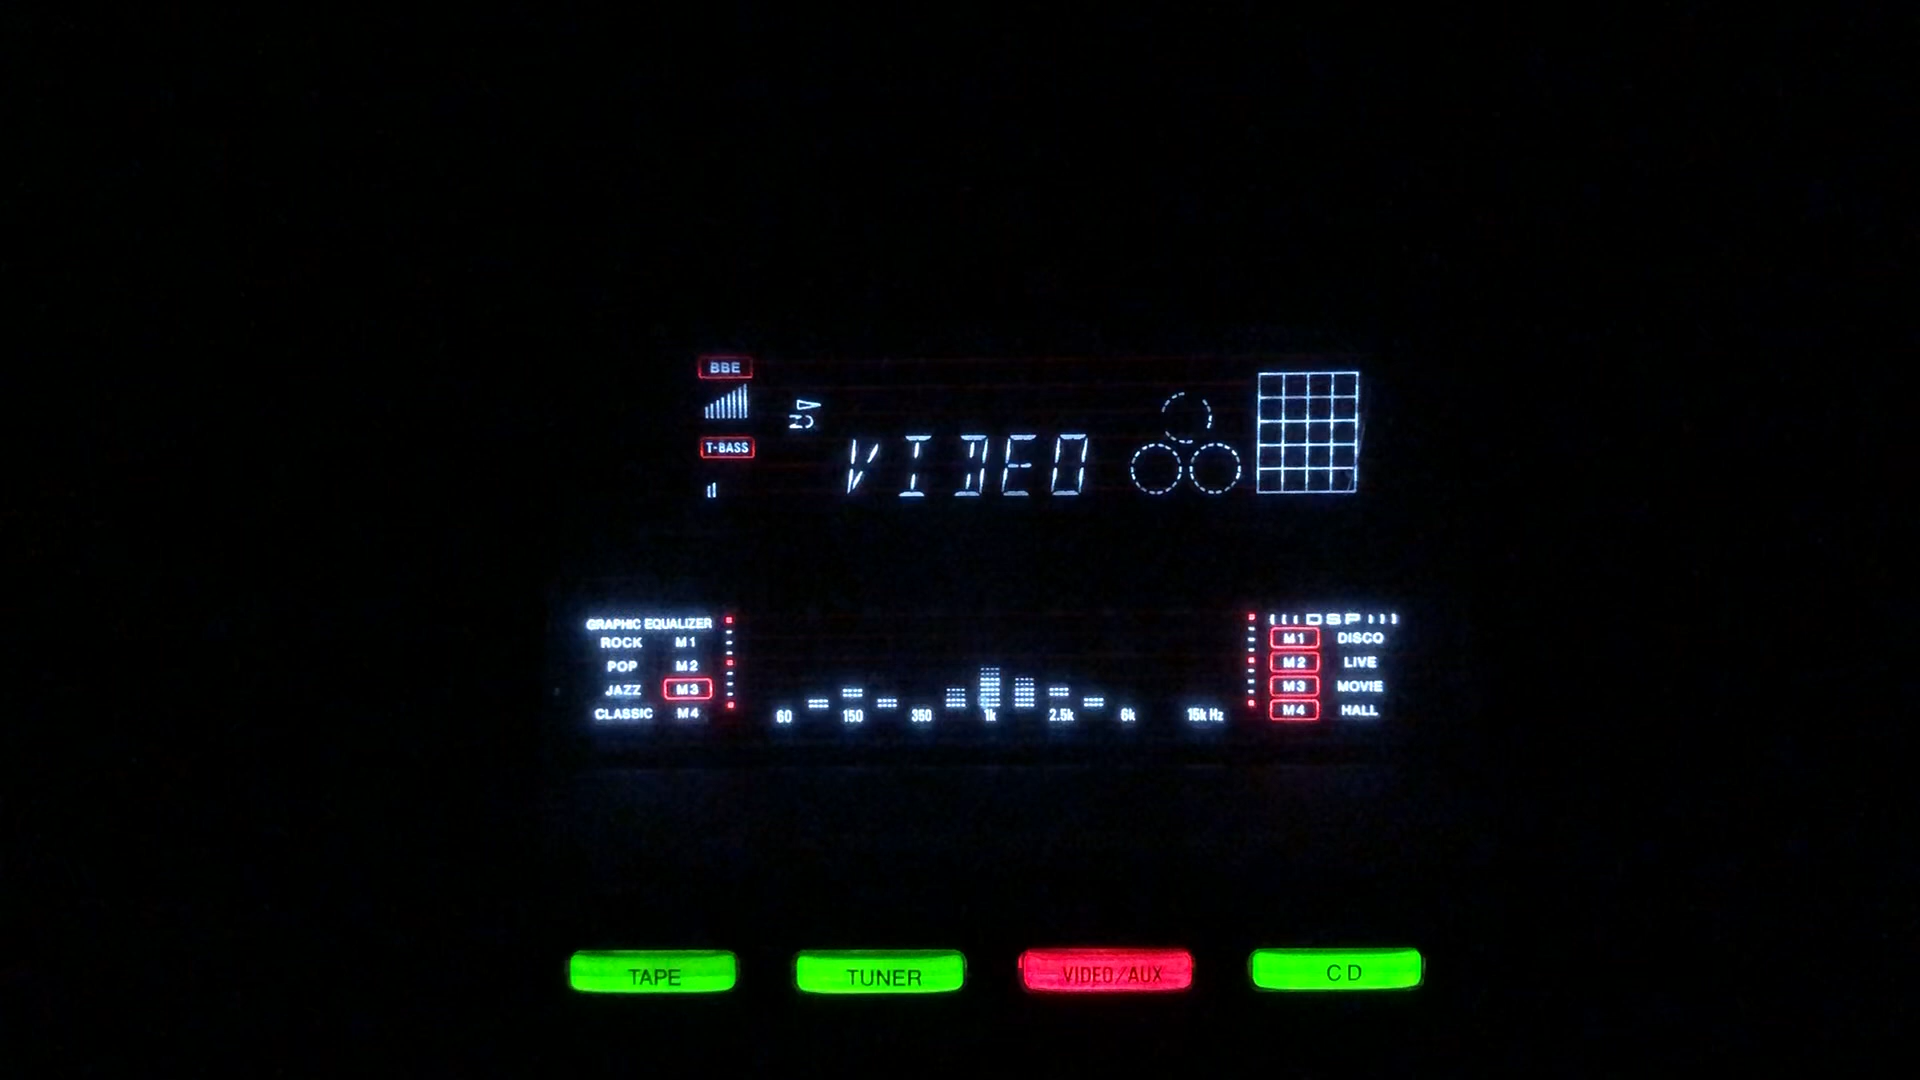 BBE
T-BASS
VIDEO
GRAPHIC EQUALIZER
ROCK M1
POP M2
JAZZ M3
CLASSIC M4
60 150 350 1k 2.5k 6k 15k Hz
DSP
M1 DISCO
M2 LIVE
M3 MOVIE
M4 HALL
TAPE
TUNER
VIDEO/AUX
CD